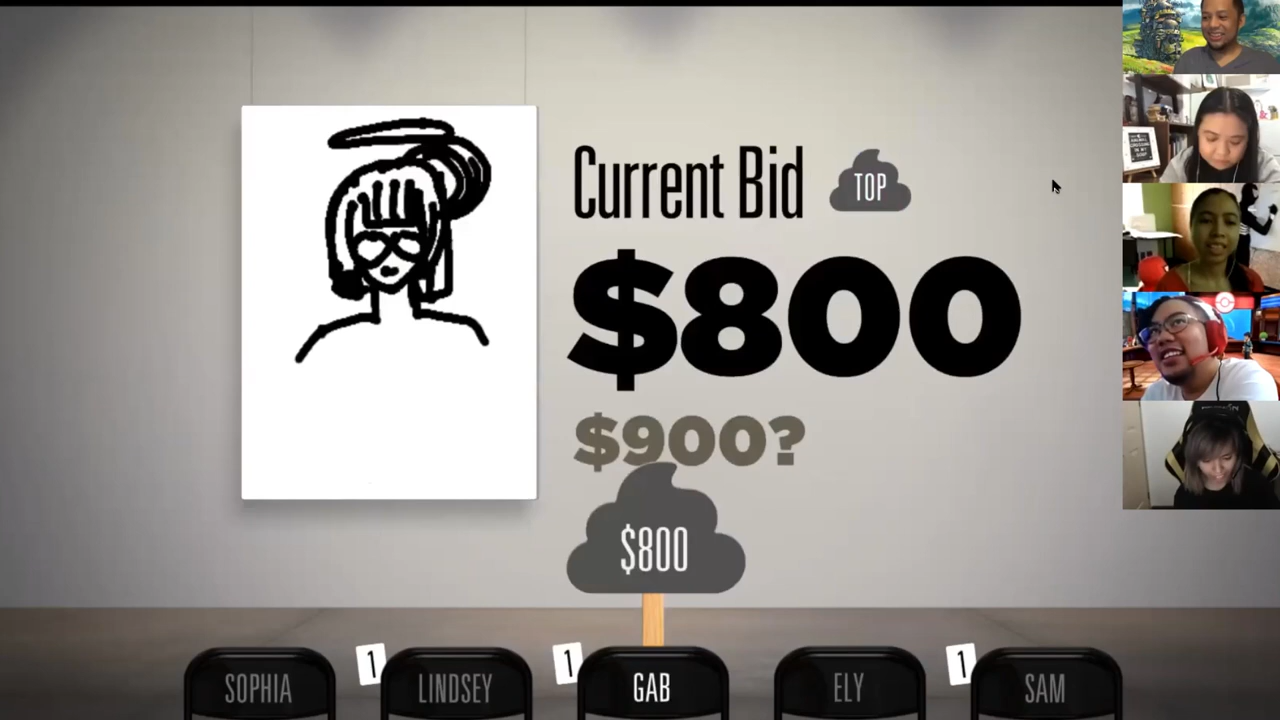 Current Bid
TOP
$800
$900?
$800
1
1
1
SOPHIA
LINDSEY
GAB
ELY
SAM